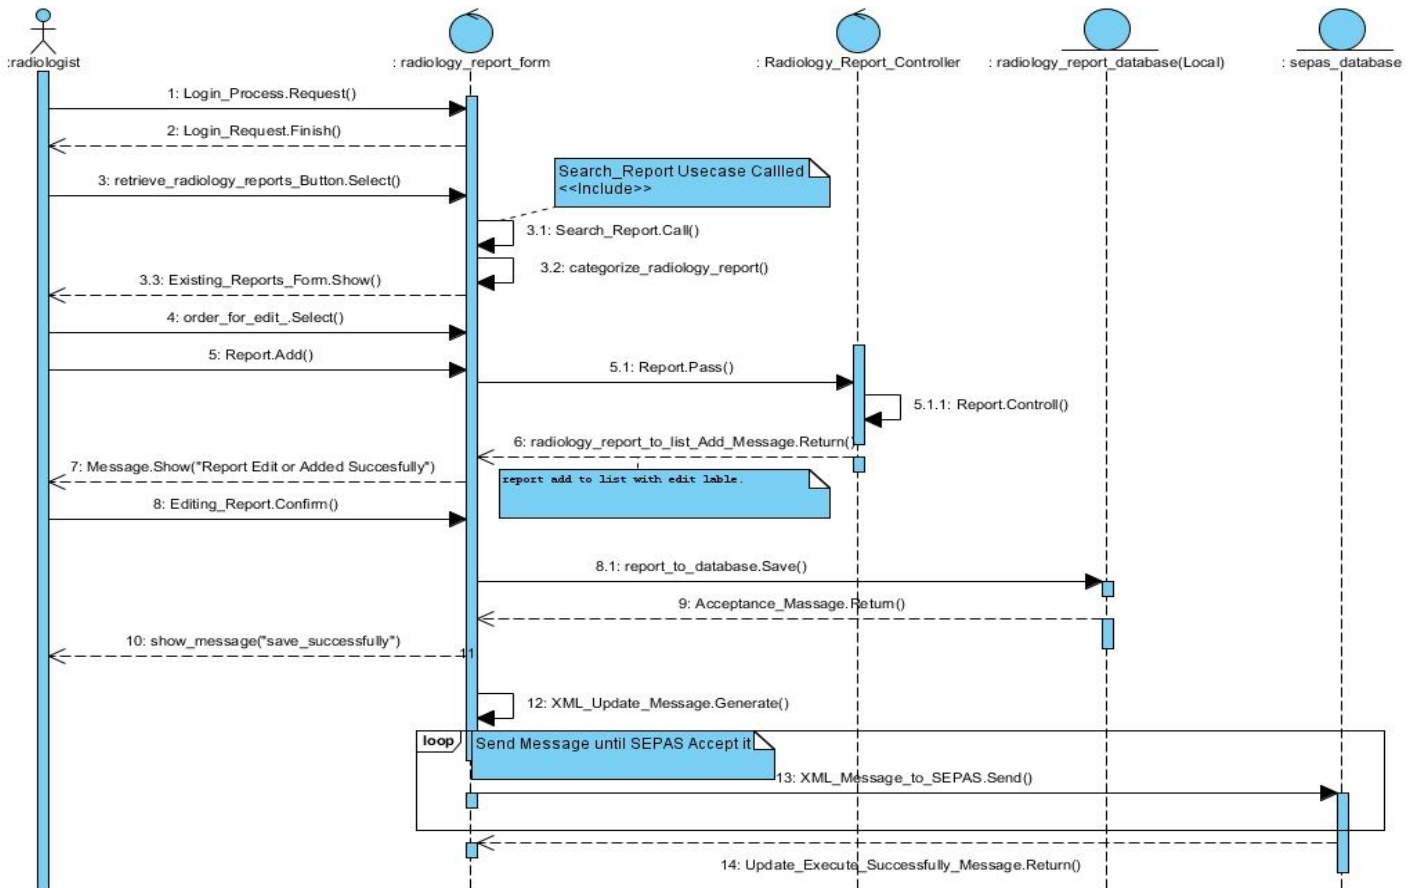 :radiologist
: radiology_report_form
: Radiology_Report_Controller
: radiology_report_database(Local)
: sepas_database
1: Login_Process.Request()
2: Login_Request.Finish()
Search_Report Usecase Callled
<<Include>>
3: retrieve_radiology_reports_Button.Select()
3.1: Search_Report.Call()
3.2: categorize_radiology_report()
3.3: Existing_Reports_Form.Show()
4: order_for_edit_.Select()
5: Report.Add()
5.1: Report.Pass()
5.1.1: Report.Controll()
6: radiology_report_to_list_Add_Message.Return()
7: Message.Show("Report Edit or Added Succesfully")
report add to list with edit lable.
8: Editing_Report.Confirm()
8.1: report_to_database.Save()
9: Acceptance_Massage.Return()
10: show_message("save_successfully")
11
12: XML_Update_Message.Generate()
loop
Send Message until SEPAS Accept it
13: XML_Message_to_SEPAS.Send()
14: Update_Execute_Successfully_Message.Return()